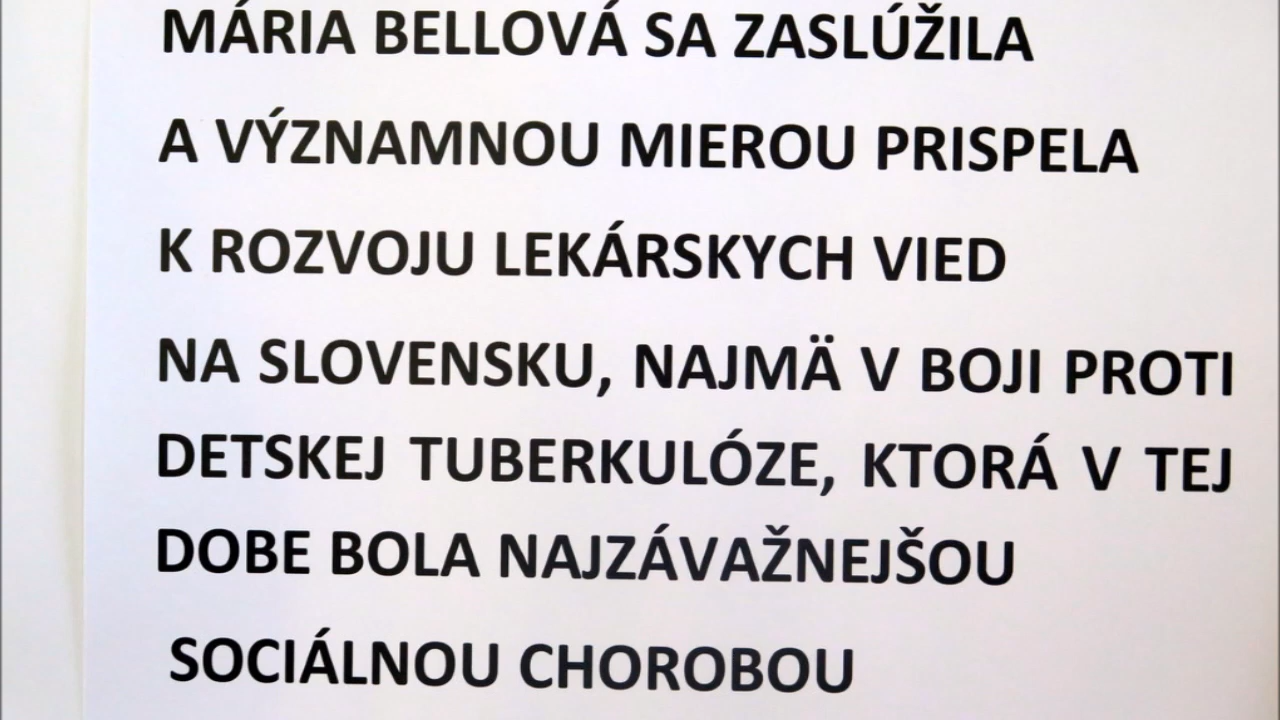 MÁRIA BELLOVÁ SA ZASLÚŽILA
A VÝZNAMNOU MIEROU PRISPELA
K ROZVOJU LEKÁRSKYCH VIED
NA SLOVENSKU, NAJMÄ V BOJI PROTI
DETSKEJ TUBERKULÓZE, KTORÁ V TEJ
DOBE BOLA NAJZÁVAŽNEJŠOU
SOCIÁLNOU CHOROBOU